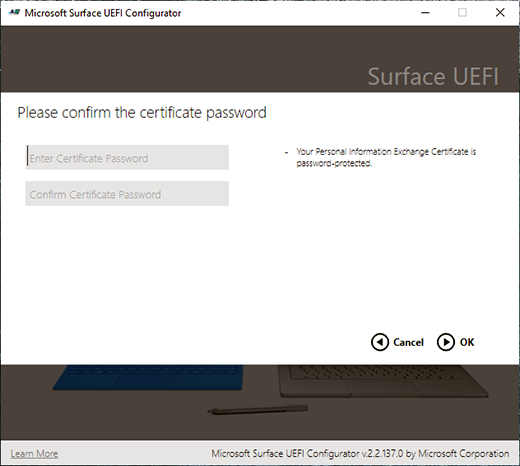 Microsoft Surface UEFI Configurator
Surface UEFI
Please confirm the certificate password
Enter Certificate Password
Confirm Certificate Password
- Your Personal Information Exchange Certificate is
password-protected.
Cancel
OK
Learn More
Microsoft Surface UEFI Configurator v.2.2.137.0 by Microsoft Corporation